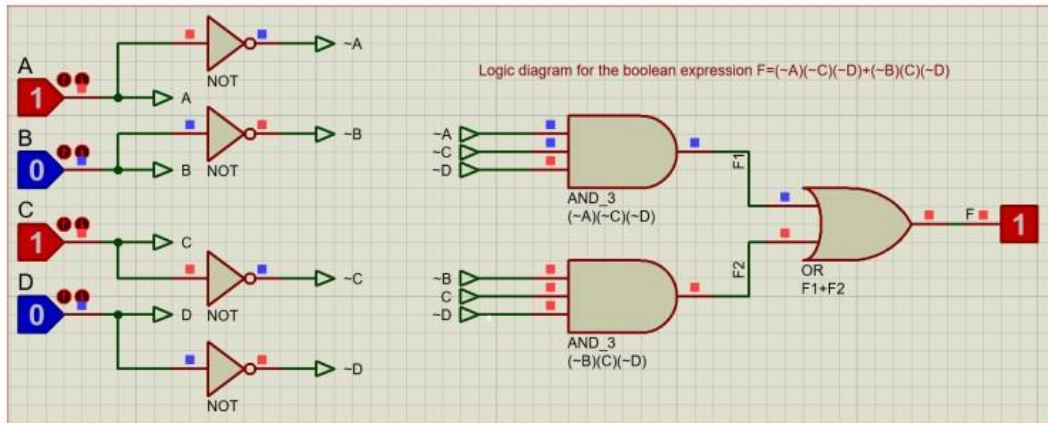 A
1
NOT
~A
A
B
0
NOT
~B
B
C
1
C
NOT
~C
D
0
D
NOT
~D
Logic diagram for the boolean expression F=(~A)(~C)(~D)+(~B)(C)(~D)
~A
~C
~D
AND_3
(~A)(~C)(~D)
F1
~B
C
~D
AND_3
(~B)(C)(~D)
F2
OR
F1+F2
F
1